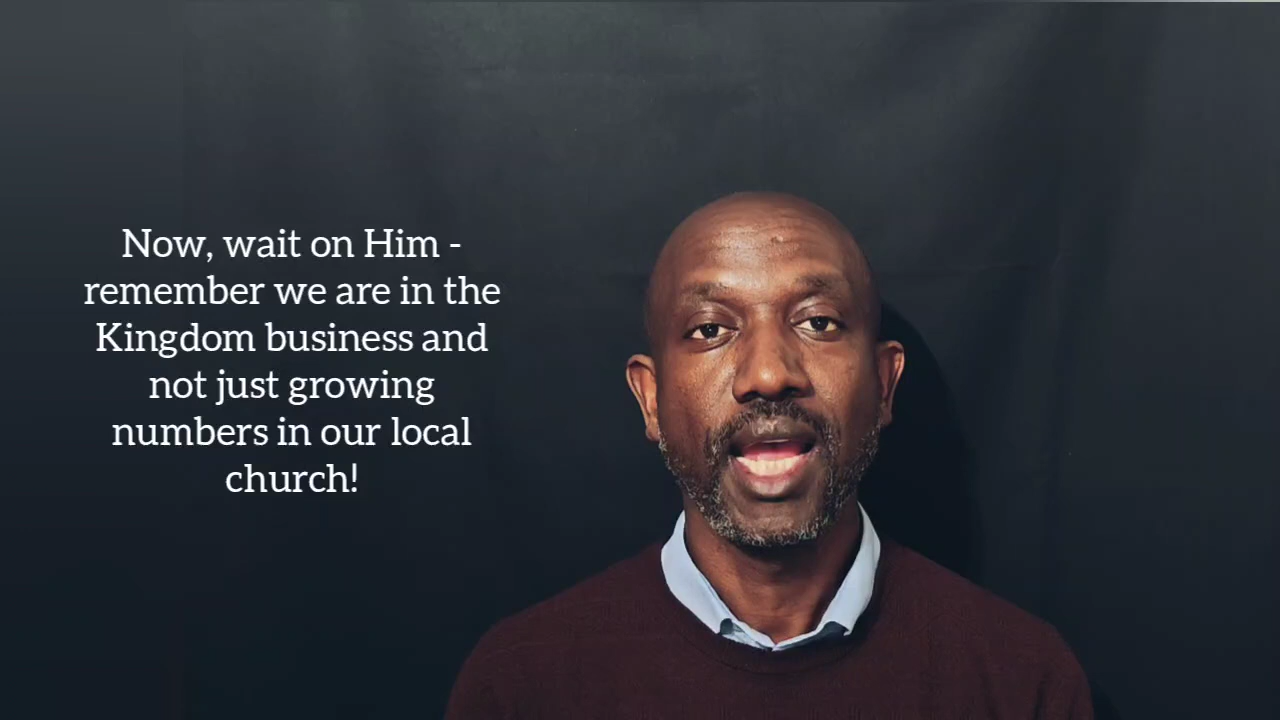 Now, wait on Him -
remember we are in the
Kingdom business and
not just growing
numbers in our local
church!